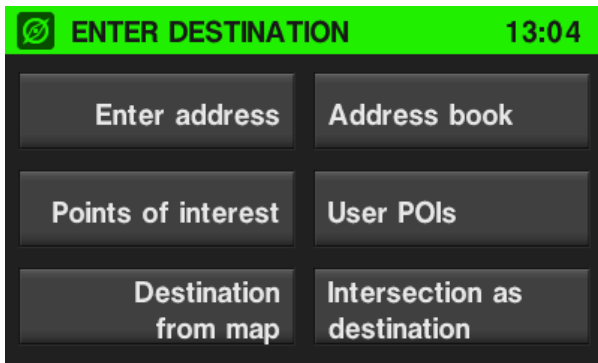 ENTER DESTINATION 13:04
Enter address Address book
Points of interest User POIs
Destination
from map
Intersection as
destination